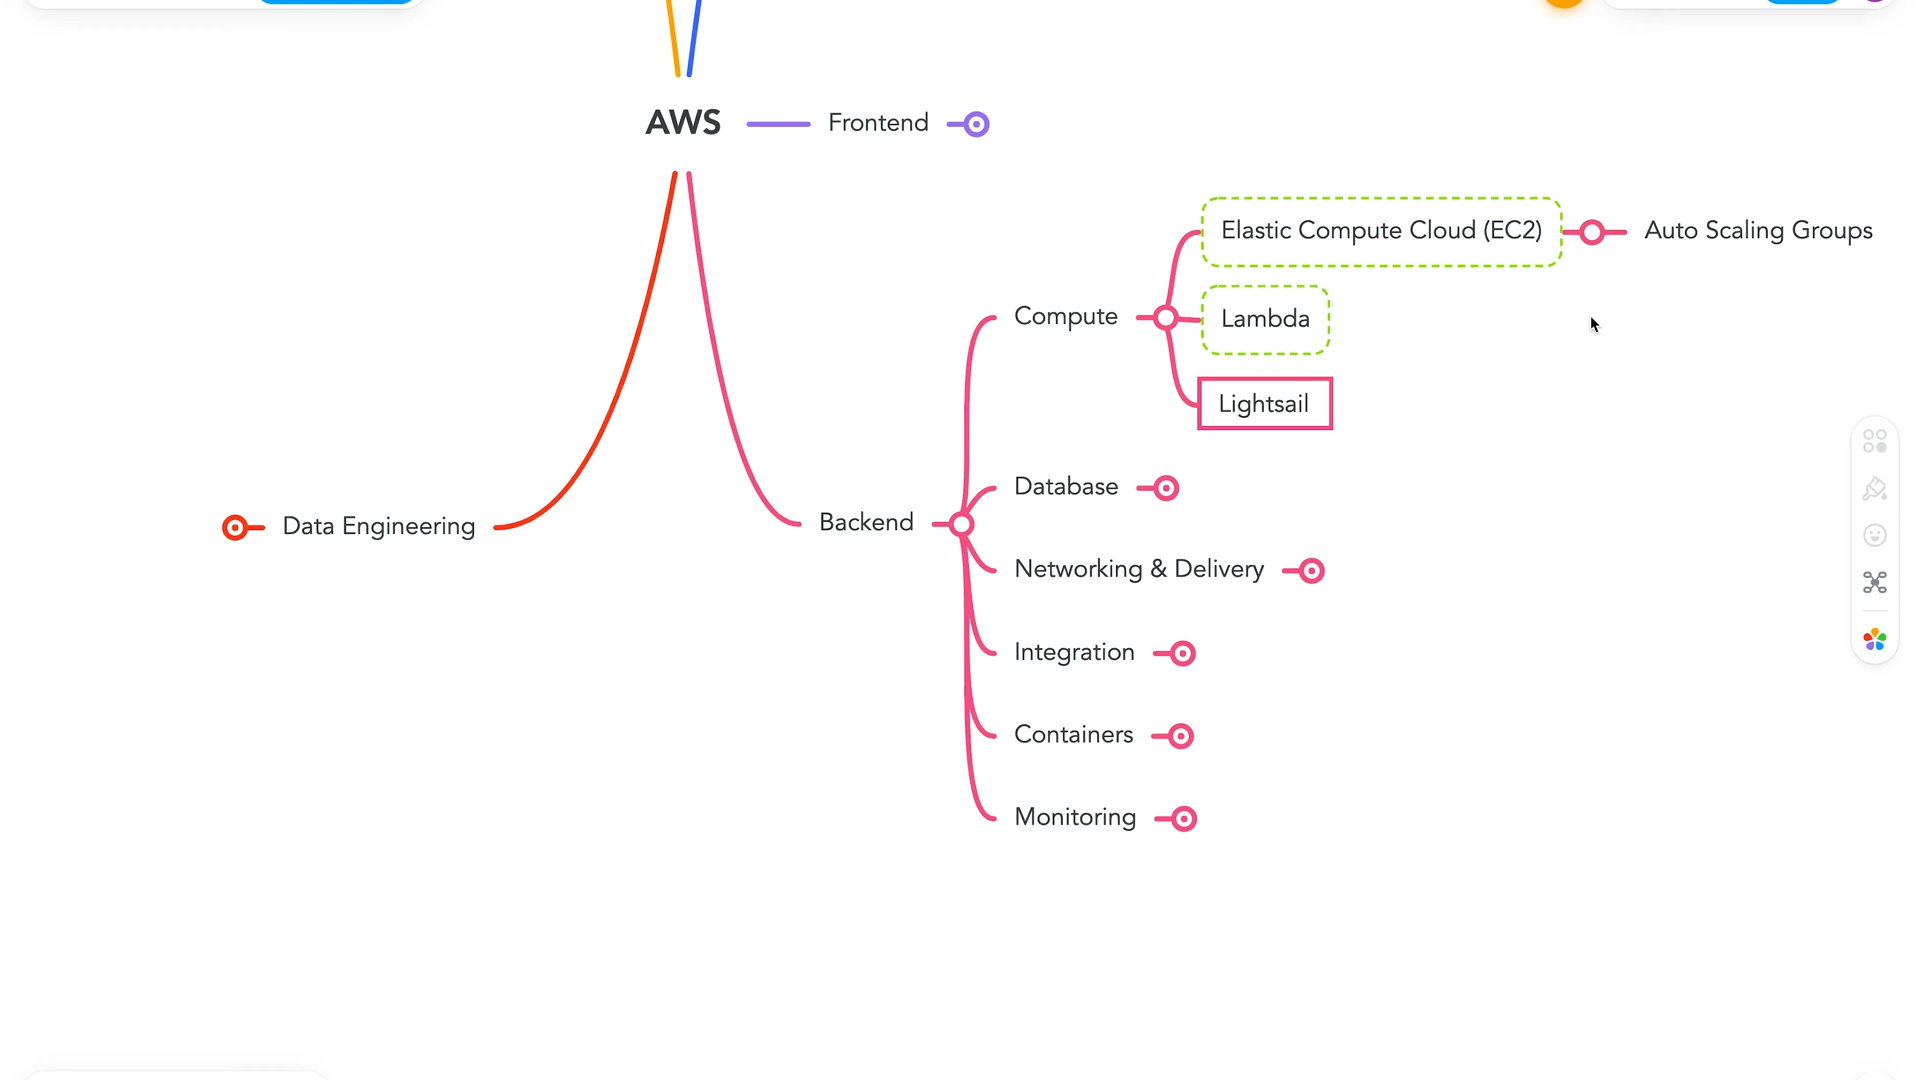 AWS
Frontend
Elastic Compute Cloud (EC2)
Auto Scaling Groups
Compute
Lambda
Lightsail
Database
Data Engineering
Backend
Networking & Delivery
Integration
Containers
Monitoring